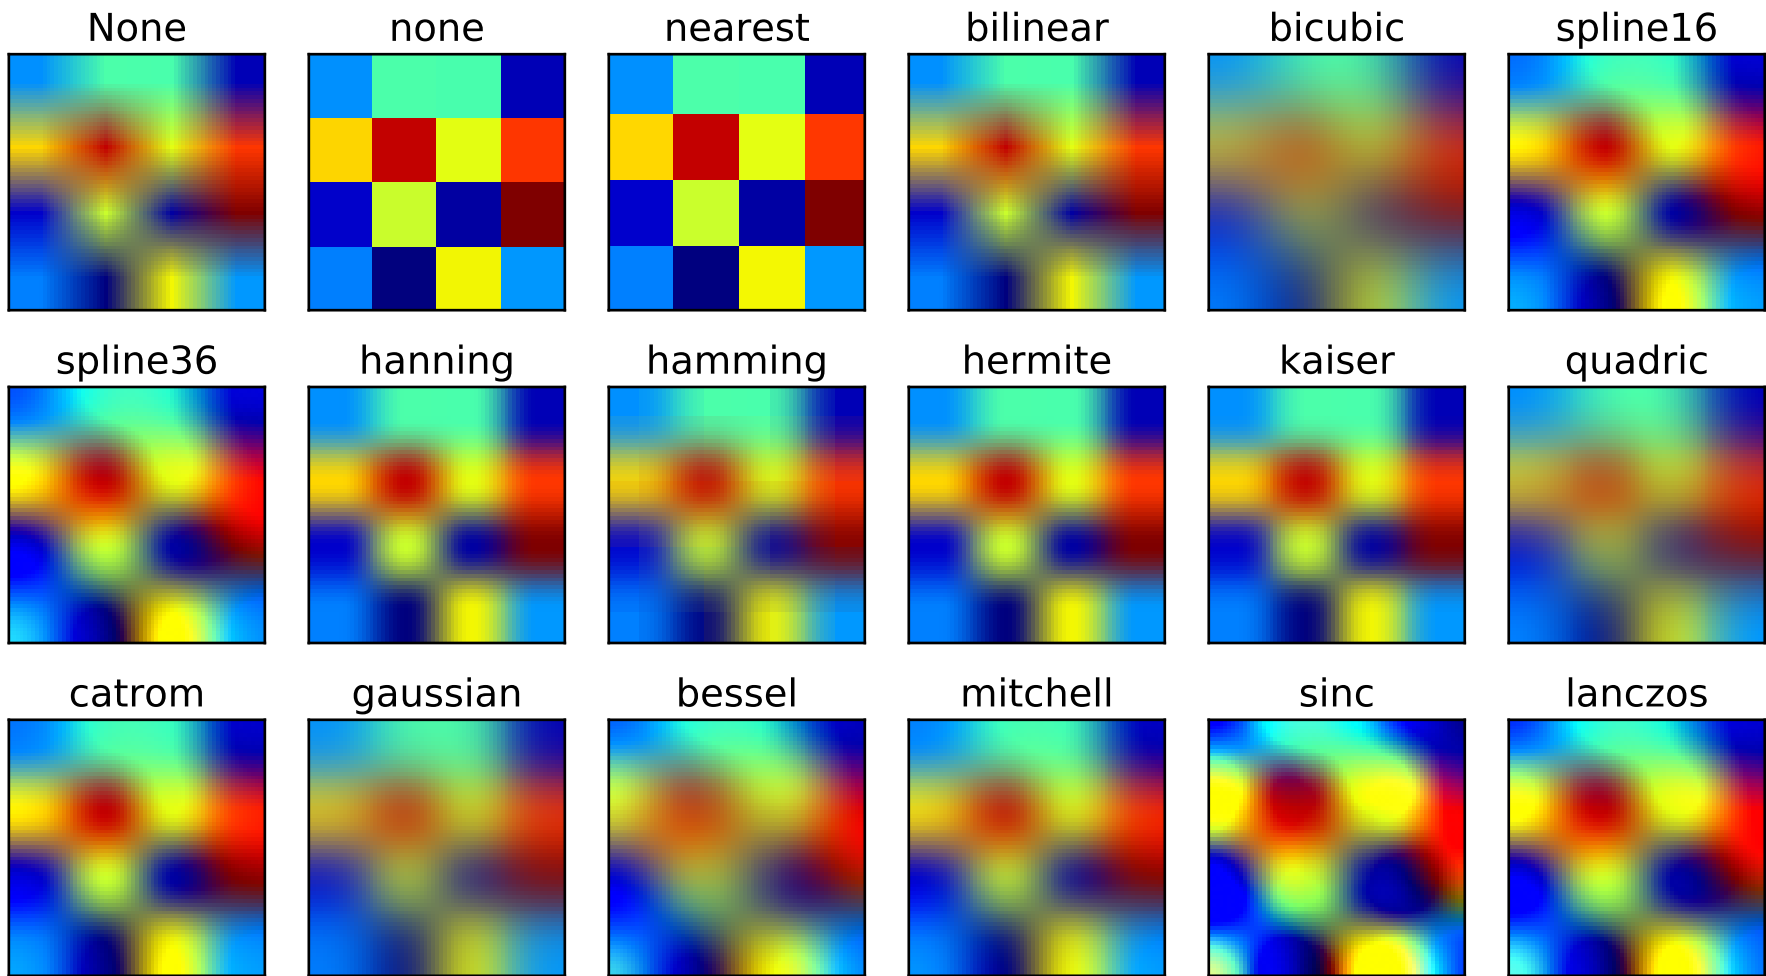 None none nearest bilinear bicubic spline16
spline36 hanning hamming hermite kaiser quadric
catrom gaussian bessel mitchell sinc lanczos